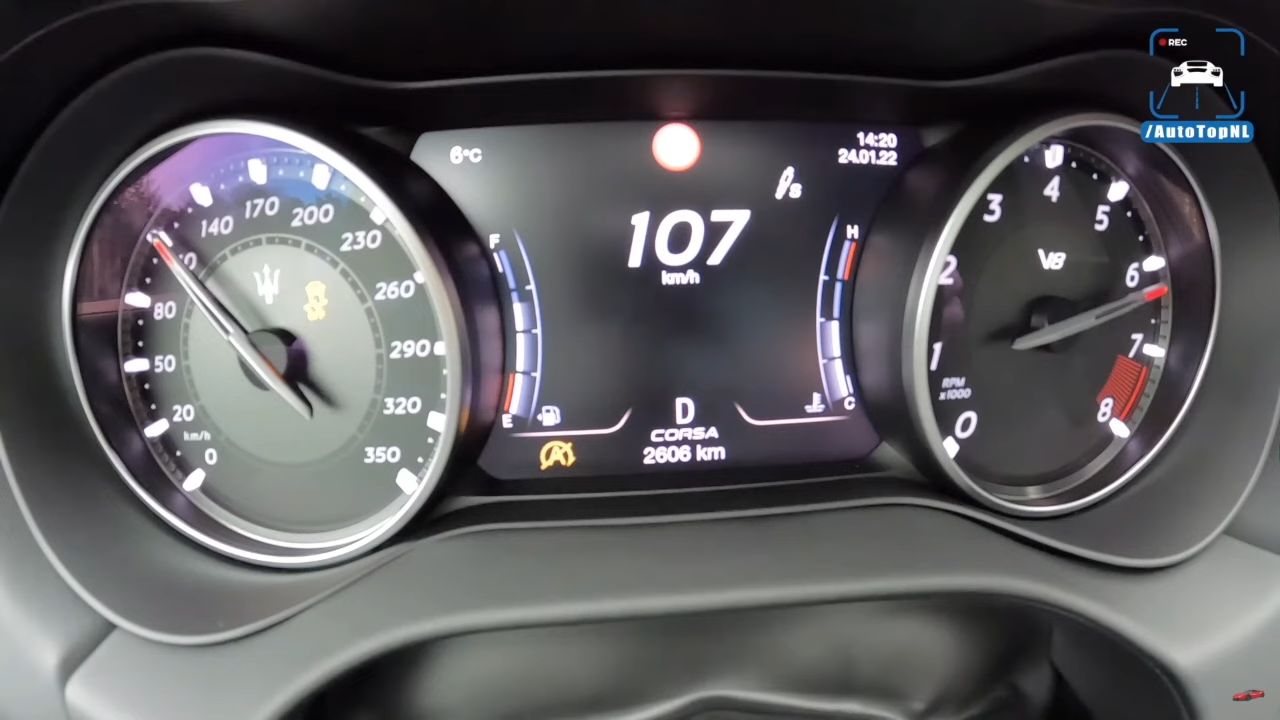 REC
/AutoTopNL
6°C
14:20
24.01.22
S
107
km/h
F
E
H
C
D
CORSA
2606 km
0
20
50
80
140
170
200
230
260
290
320
350
km/h
0
1
2
3
4
5
6
7
8
V8
RPM
x1000
A